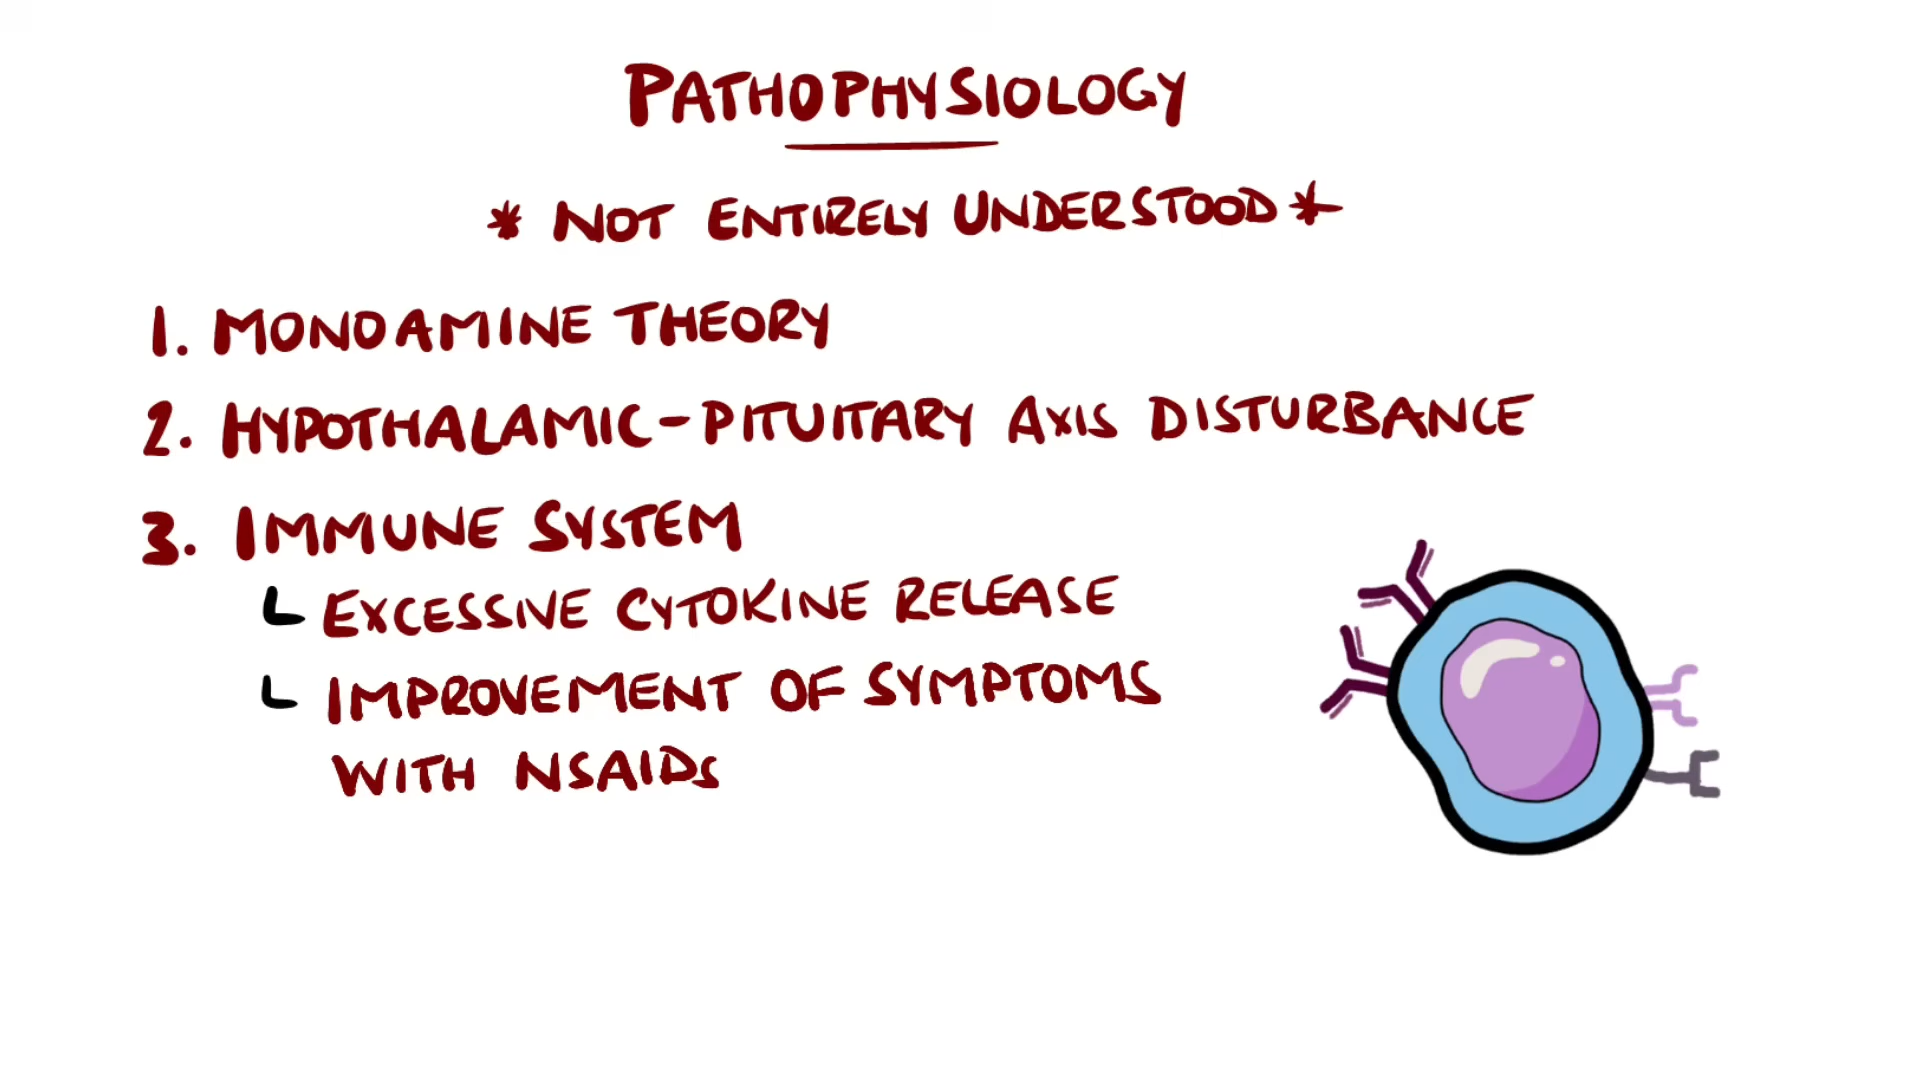 PATHOPHYSIOLOGY
* NOT ENTIRELY UNDERSTOOD *
1. MONOAMINE THEORY
2. HYPOTHALAMIC-PITUITARY AXIS DISTURBANCE
3. IMMUNE SYSTEM
EXCESSIVE CYTOKINE RELEASE
IMPROVEMENT OF SYMPTOMS
WITH NSAIDS